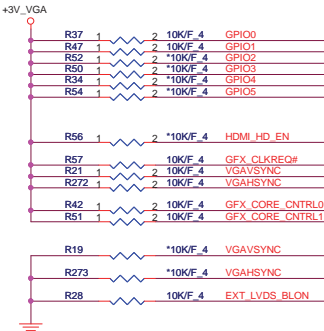 +3V_VGA
R37 1 2 10K/F_4 GPIO0
R47 1 2 10K/F_4 GPIO1
R52 1 2 *10K/F_4 GPIO2
R50 1 2 *10K/F_4 GPIO3
R34 1 2 *10K/F_4 GPIO4
R54 1 2 *10K/F_4 GPIO5
R56 1 2 *10K/F_4 HDMI_HD_EN
R57 10K/F_4 GFX_CLKREQ#
R21 1 2 10K/F_4 VGAVSYNC
R272 1 2 10K/F_4 VGAHSYNC
R42 1 2 10K/F_4 GFX_CORE_CNTRL0
R51 1 2 10K/F_4 GFX_CORE_CNTRL1
R19 *10K/F_4 VGAVSYNC
R273 *10K/F_4 VGAHSYNC
R28 10K/F_4 EXT_LVDS_BLON